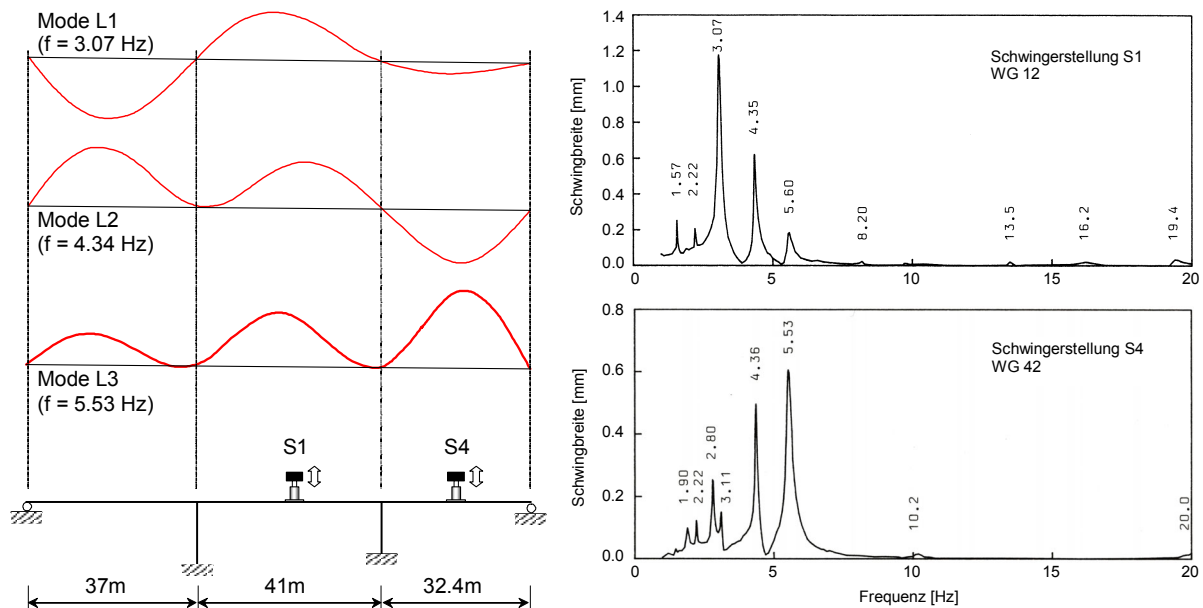 Mode L1
(f = 3.07 Hz)
Mode L2
(f = 4.34 Hz)
Mode L3
(f = 5.53 Hz)
S1
S4
37m
41m
32.4m
Schwingbreite [mm]
1.4
1.2
1.0
0.8
0.6
0.4
0.2
0.0
0
5
10
15
20
1.57
2.22
3.07
4.35
5.60
8.20
13.5
16.2
19.4
Schwingerstellung S1
WG 12
Schwingbreite [mm]
0.8
0.6
0.4
0.2
0.0
0
5
10
15
20
1.90
2.22
2.80
3.11
4.36
5.53
10.2
20.0
Schwingerstellung S4
WG 42
Frequenz [Hz]